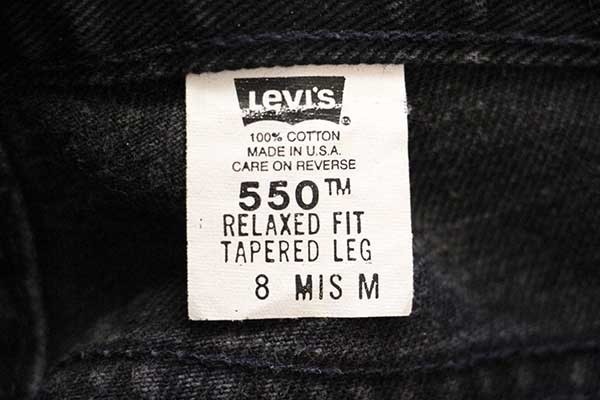 Levi's
®
100% COTTON
MADE IN U.S.A.
CARE ON REVERSE
550™
RELAXED FIT
TAPERED LEG
8 MIS M